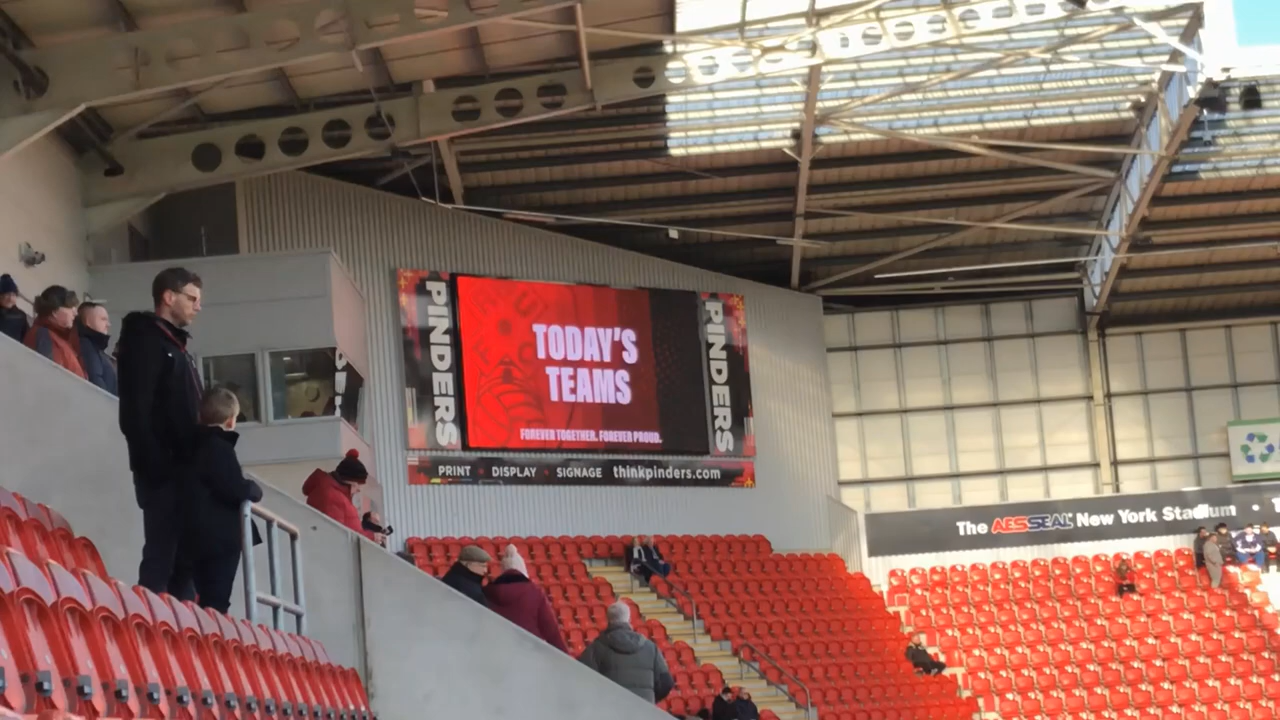 PINDERS
TODAY'S
TEAMS
FOREVER TOGETHER. FOREVER PROUD.
PINDERS
PRINT DISPLAY SIGNAGE thinkpinders.com
The AESSEAL New York Stadium